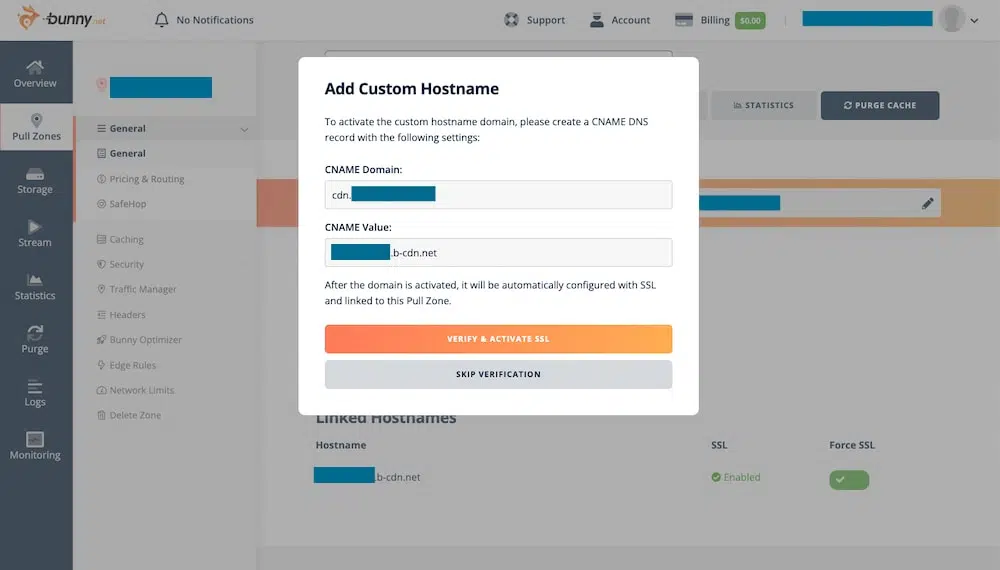 bunny.net
No Notifications
Support
Account
Billing
$0.00
Overview
Pull Zones
Storage
Stream
Statistics
Purge
Logs
Monitoring
General
General
Pricing & Routing
SafeHop
Caching
Security
Traffic Manager
Headers
Bunny Optimizer
Edge Rules
Network Limits
Delete Zone
STATISTICS
PURGE CACHE
Add Custom Hostname
To activate the custom hostname domain, please create a CNAME DNS
record with the following settings:
CNAME Domain:
cdn.
CNAME Value:
.b-cdn.net
After the domain is activated, it will be automatically configured with SSL
and linked to this Pull Zone.
VERIFY & ACTIVATE SSL
SKIP VERIFICATION
Linked Hostnames
Hostname
SSL
Force SSL
.b-cdn.net
Enabled